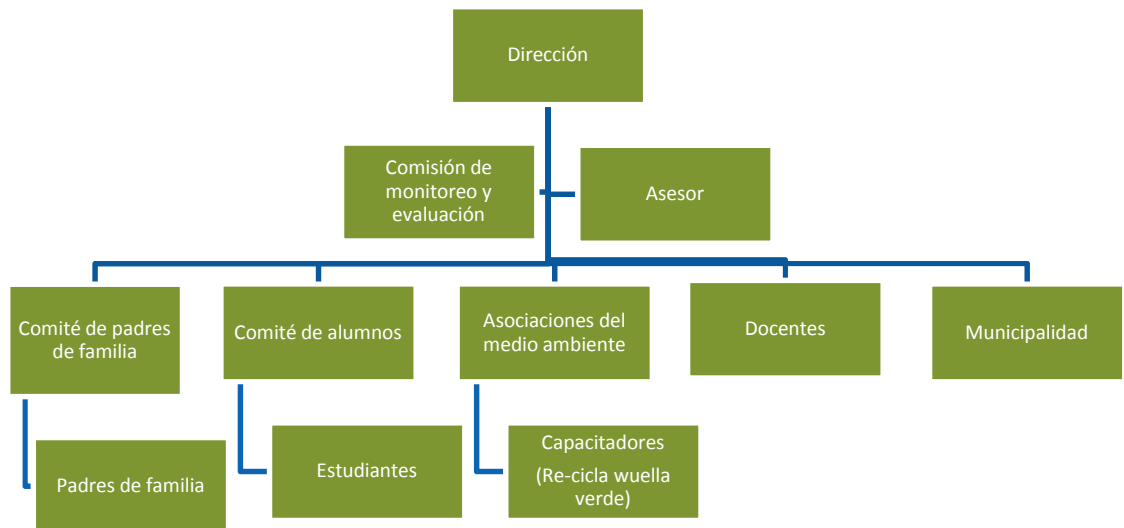 Dirección
Comisión de
monitoreo y
evaluación
Asesor
Comité de padres
de familia
Comité de alumnos
Asociaciones del
medio ambiente
Docentes
Municipalidad
Padres de familia
Estudiantes
Capacitadores
(Re-cicla wuella
verde)